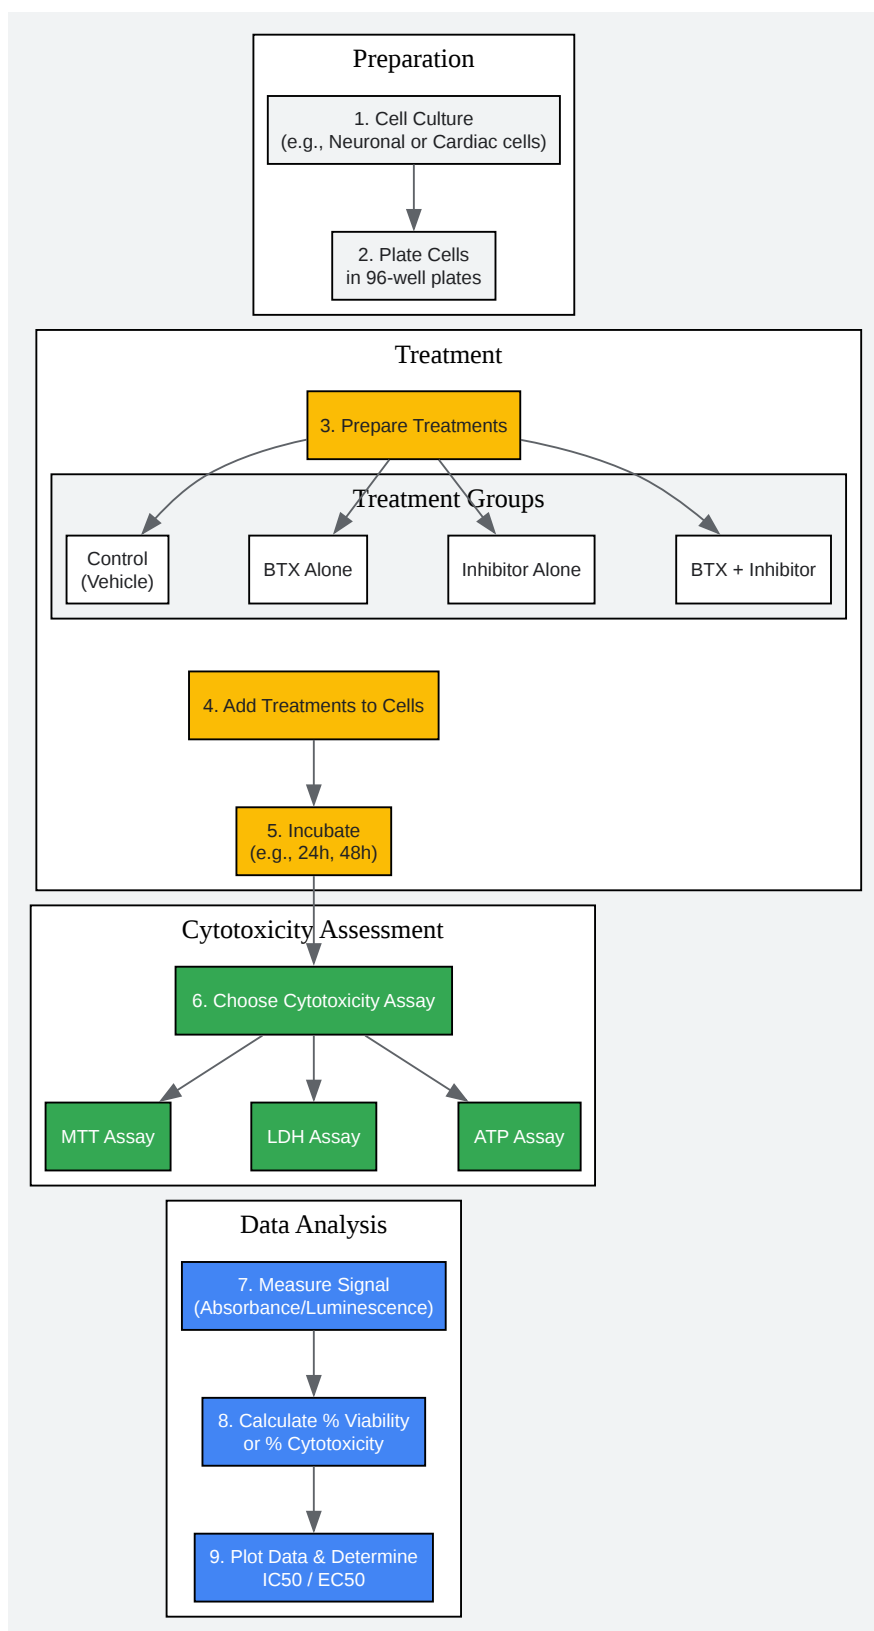 Preparation
1. Cell Culture
(e.g., Neuronal or Cardiac cells)
2. Plate Cells
in 96-well plates
Treatment
3. Prepare Treatments
Treatment Groups
Control
(Vehicle)
BTX Alone
Inhibitor Alone
BTX + Inhibitor
4. Add Treatments to Cells
5. Incubate
(e.g., 24h, 48h)
Cytotoxicity Assessment
6. Choose Cytotoxicity Assay
MTT Assay
LDH Assay
ATP Assay
Data Analysis
7. Measure Signal
(Absorbance/Luminescence)
8. Calculate % Viability
or % Cytotoxicity
9. Plot Data & Determine
IC50 / EC50